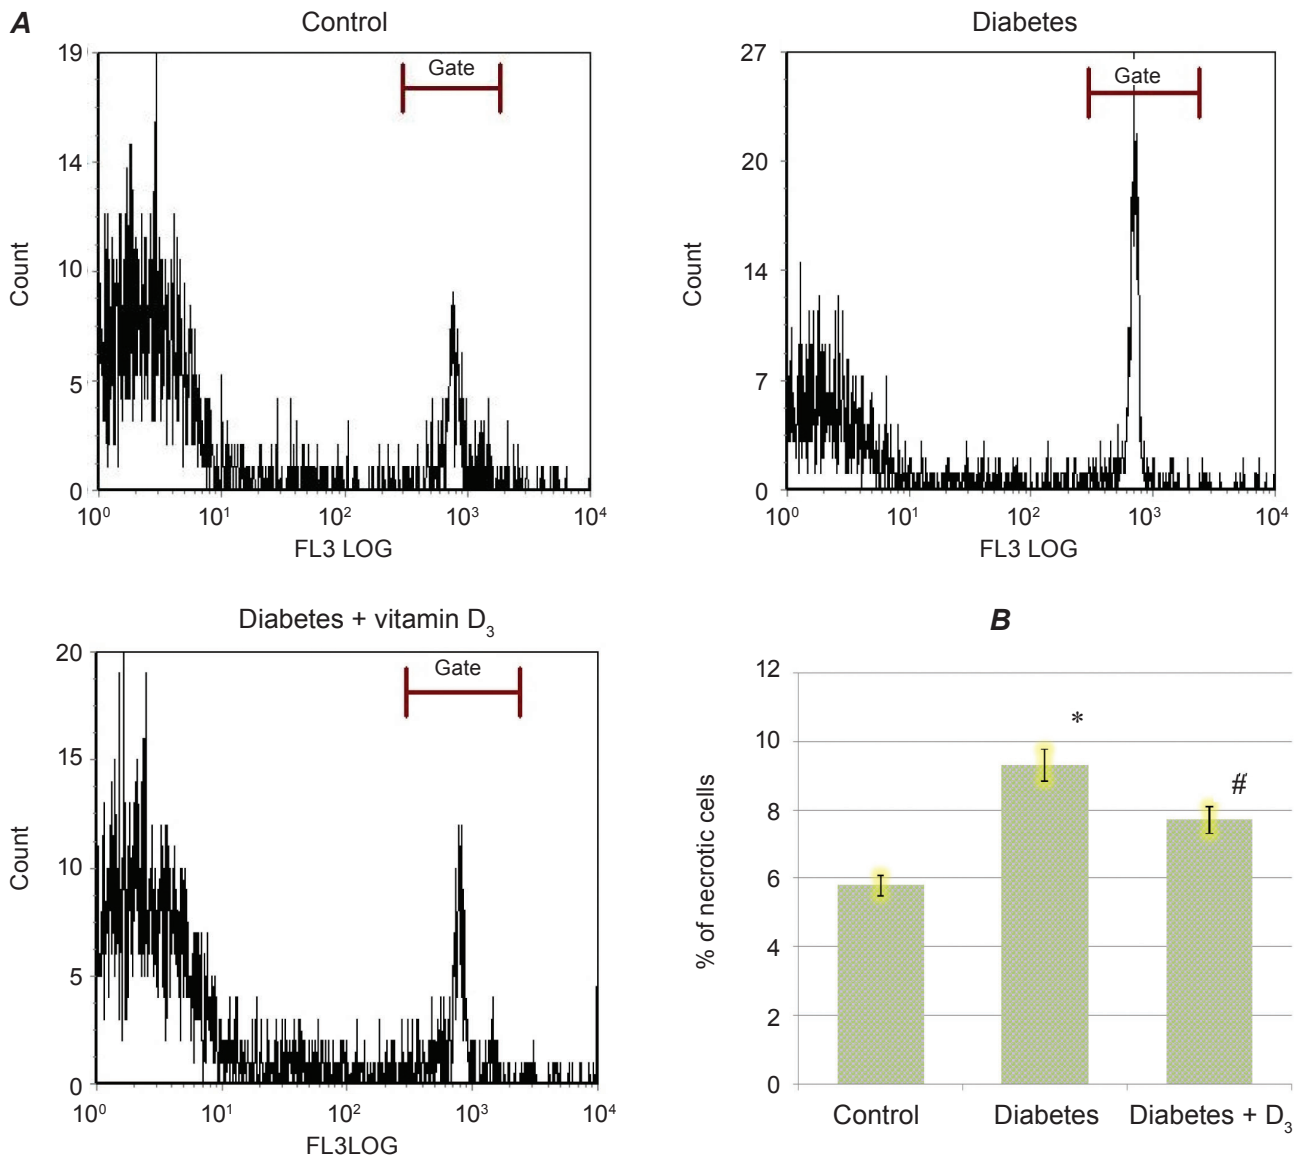 A
Control
19
14
10
5
0
Count
Gate
10⁰ 10¹ 10² 10³ 10⁴
FL3 LOG
Diabetes
27
20
14
7
0
Count
Gate
10⁰ 10¹ 10² 10³ 10⁴
FL3 LOG
Diabetes + vitamin D₃
20
15
10
5
0
Count
Gate
10⁰ 10¹ 10² 10³ 10⁴
FL3LOG
B
12
10
8
6
4
2
0
% of necrotic cells
*
#
Control Diabetes Diabetes + D₃